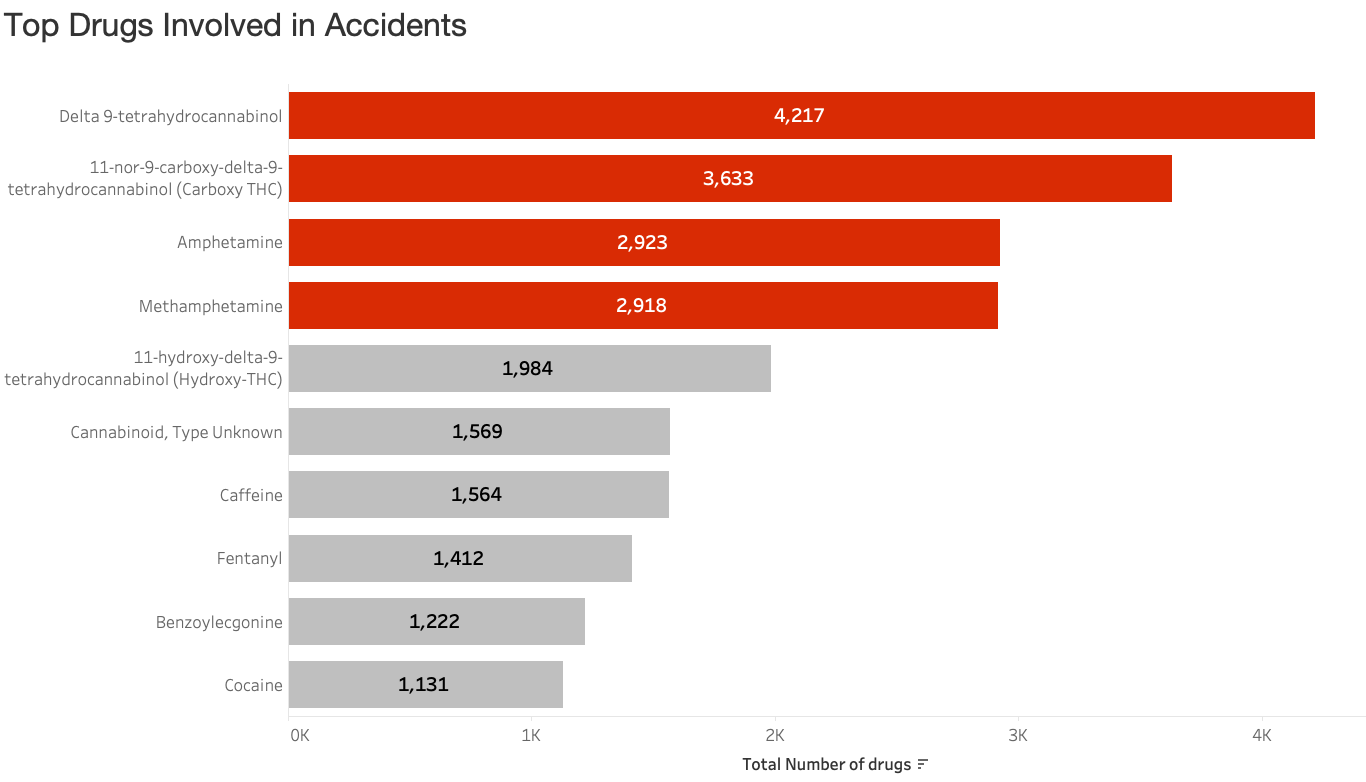 Top Drugs Involved in Accidents
Delta 9-tetrahydrocannabinol
4,217
11-nor-9-carboxy-delta-9-
tetrahydrocannabinol (Carboxy THC)
3,633
Amphetamine
2,923
Methamphetamine
2,918
11-hydroxy-delta-9-
tetrahydrocannabinol (Hydroxy-THC)
1,984
Cannabinoid, Type Unknown
1,569
Caffeine
1,564
Fentanyl
1,412
Benzoylecgonine
1,222
Cocaine
1,131
0K 1K 2K 3K 4K
Total Number of drugs